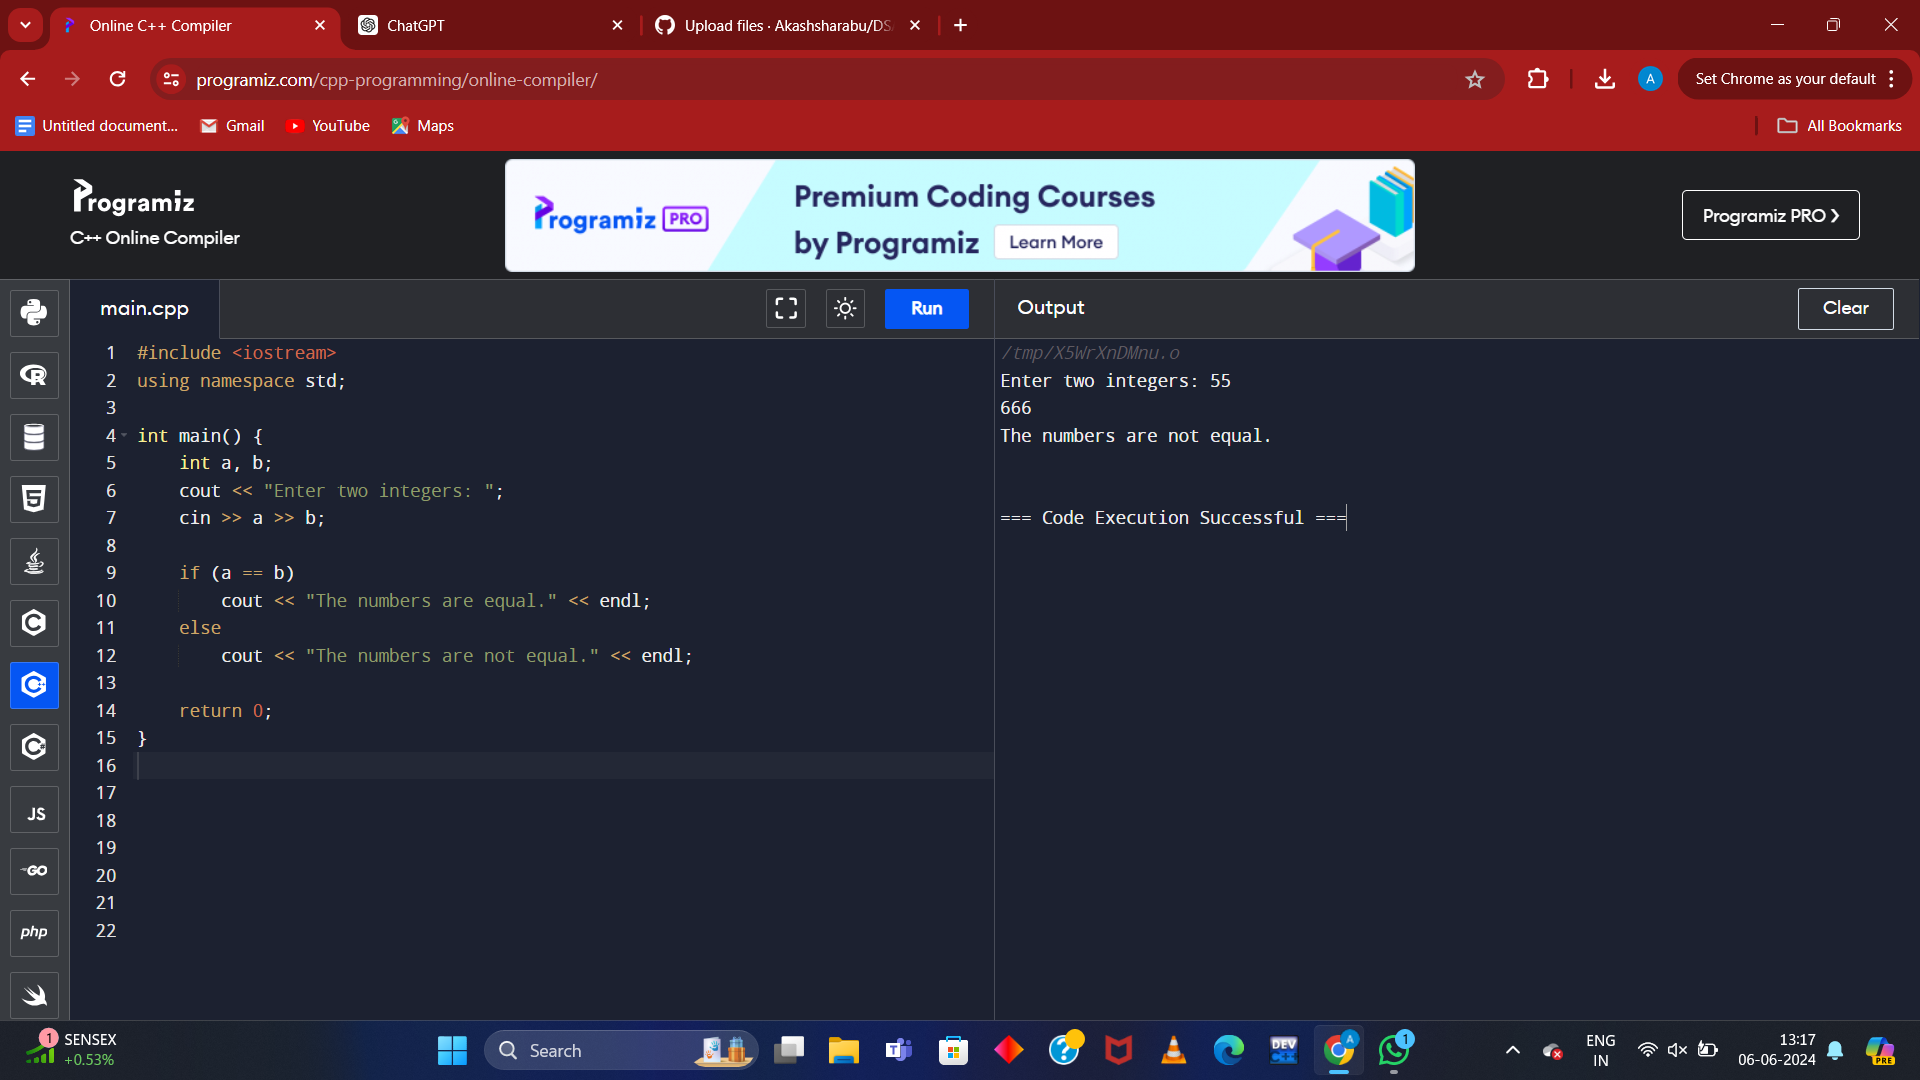 Online C++ Compiler
ChatGPT
Upload files · Akashsharabu/DS
programiz.com/cpp-programming/online-compiler/
A
Set Chrome as your default
Untitled document...
Gmail
YouTube
Maps
All Bookmarks
Programiz
C++ Online Compiler
Programiz PRO
Premium Coding Courses
by Programiz
Learn More
Programiz PRO ❯
main.cpp
Run
Output
Clear
1 #include <iostream>
2 using namespace std;
3
4 int main() {
5 int a, b;
6 cout << "Enter two integers: ";
7 cin >> a >> b;
8
9 if (a == b)
10 cout << "The numbers are equal." << endl;
11 else
12 cout << "The numbers are not equal." << endl;
13
14 return 0;
15 }
16
17
18
19
20
21
22
/tmp/X5WrXnDMnu.o
Enter two integers: 55
666
The numbers are not equal.
=== Code Execution Successful ===
R
5
C
C
C
JS
GO
php
1
SENSEX
+0.53%
Search
DEV
C++
A
1
ENG
IN
13:17
06-06-2024
PRE